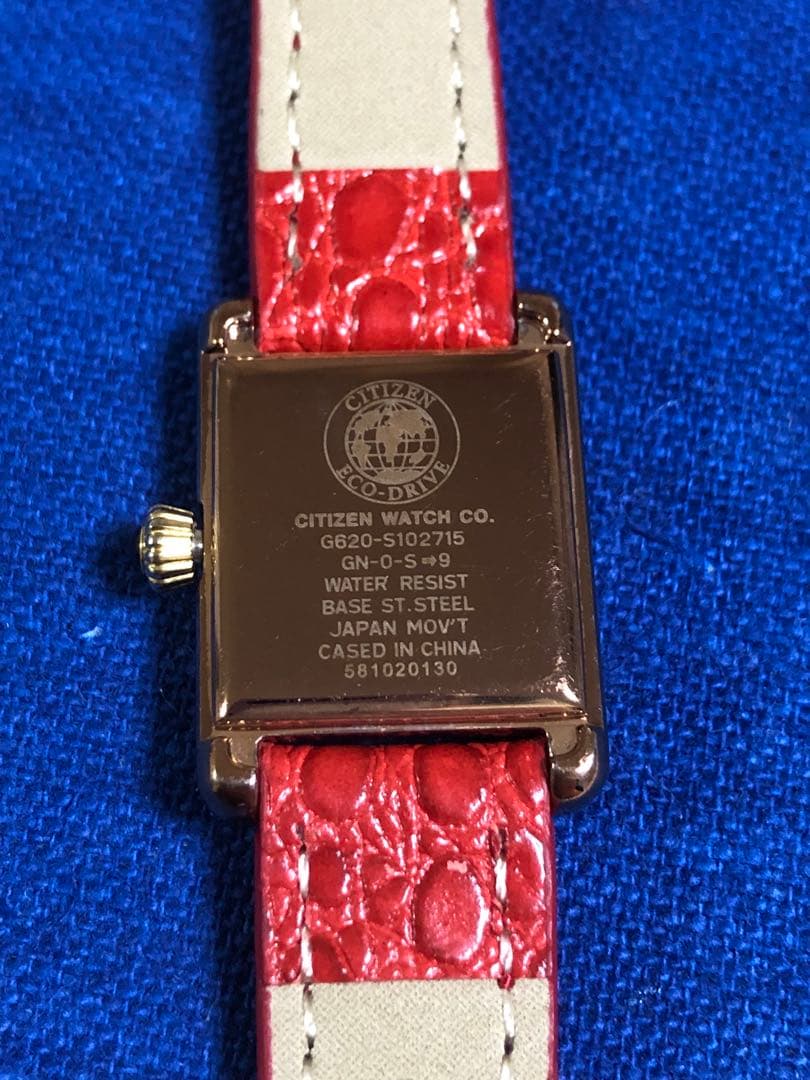 CITIZEN
ECO-DRIVE
CITIZEN WATCH CO.
G620-S102715
GN-0-S⇨9
WATER RESIST
BASE ST.STEEL
JAPAN MOV'T
CASED IN CHINA
581020130